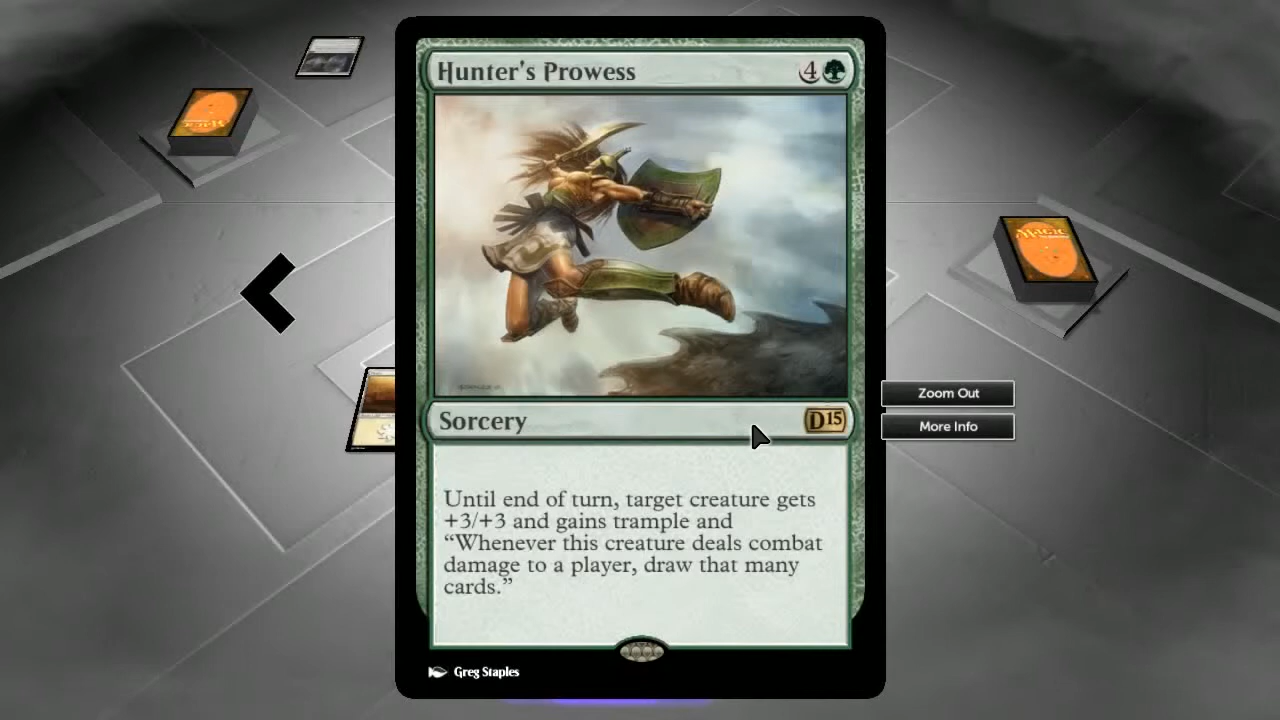 Hunter's Prowess 4
Sorcery D15
Until end of turn, target creature gets
+3/+3 and gains trample and
“Whenever this creature deals combat
damage to a player, draw that many
cards.”
Greg Staples
Zoom Out
More Info
MAGIC